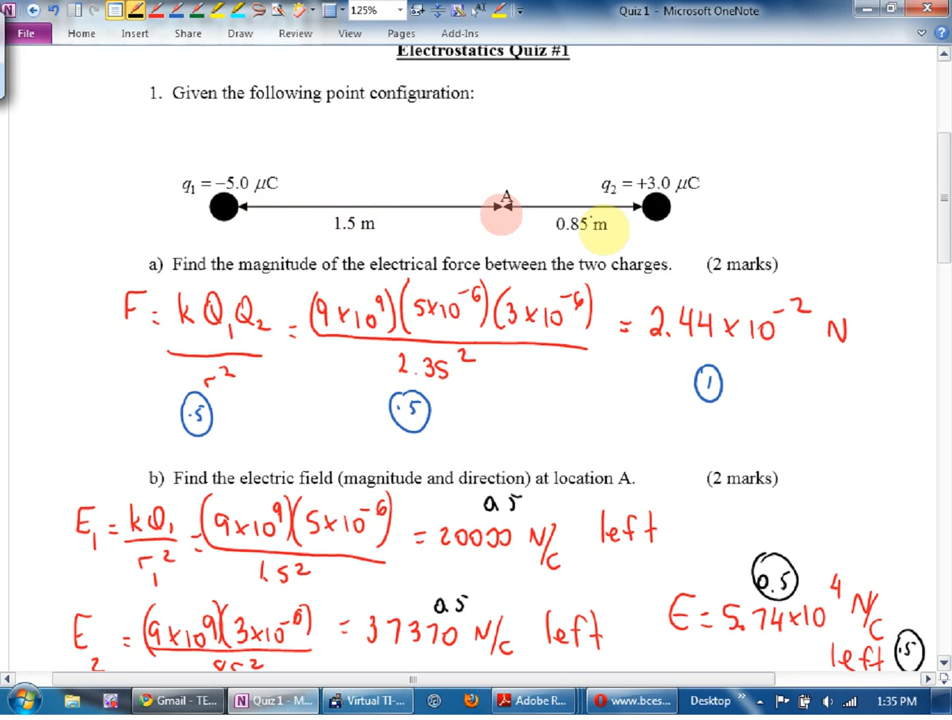 125%
Quiz 1 - Microsoft OneNote
File Home Insert Share Draw Review View Pages Add-Ins
Electrostatics Quiz #1
1. Given the following point configuration:
q₁ = −5.0 μC A q₂ = +3.0 μC
1.5 m 0.85 m
a) Find the magnitude of the electrical force between the two charges. (2 marks)
F = kQ₁Q₂/r² = (9×10⁹)(5×10⁻⁶)(3×10⁻⁶)/2.35² = 2.44×10⁻² N
.5 .5 1
b) Find the electric field (magnitude and direction) at location A. (2 marks)
0.5
E₁ = kQ₁/r₁² = (9×10⁹)(5×10⁻⁶)/1.5² = 20000 N/C left
0.5 0.5
E₂ = (9×10⁹)(3×10⁻⁶) = 37370 N/C left E = 5.74×10⁴ N/C
left .5
Gmail - TE... Quiz 1 - M... Virtual TI-... Adobe R... www.bces... Desktop » 1:35 PM